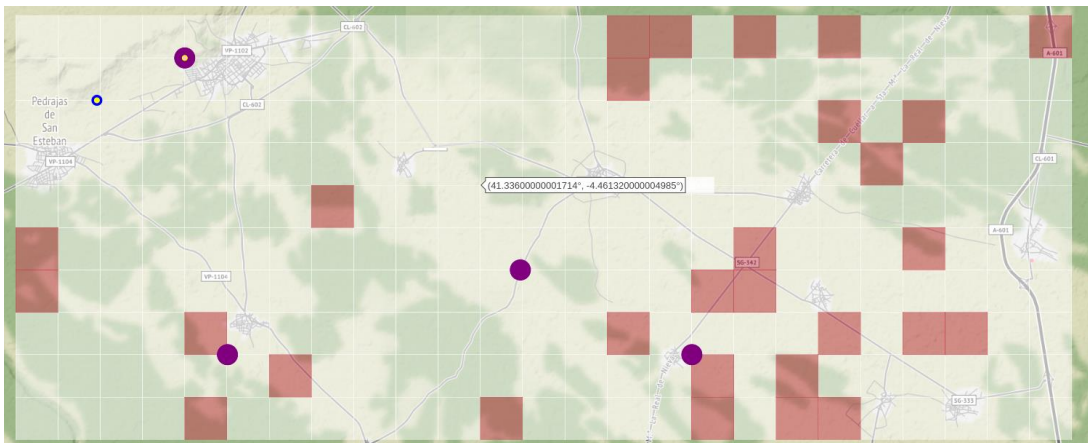 CL-602
VP-1102
A-601
Pedrajas
de
San
Esteban
CL-602
VP-1104
CL-601
(41.33600000001714°, -4.461320000004985°)
A-601
SG-342
VP-1104
SG-333